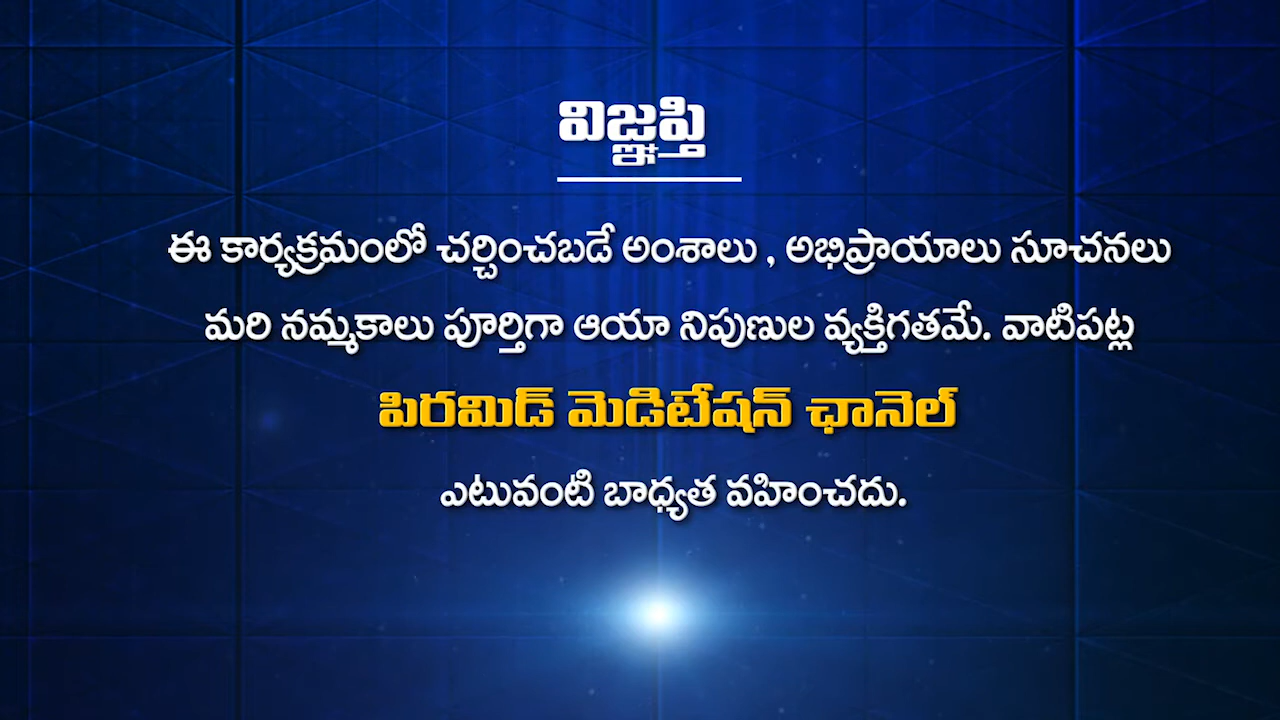 విజ్ఞప్తి
ఈ కార్యక్రమంలో చర్చించబడే అంశాలు , అభిప్రాయాలు సూచనలు
మరి నమ్మకాలు పూర్తిగా ఆయా నిపుణుల వ్యక్తిగతమే. వాటిపట్ల
పిరమిడ్ మెడిటేషన్ ఛానెల్
ఎటువంటి బాధ్యత వహించదు.